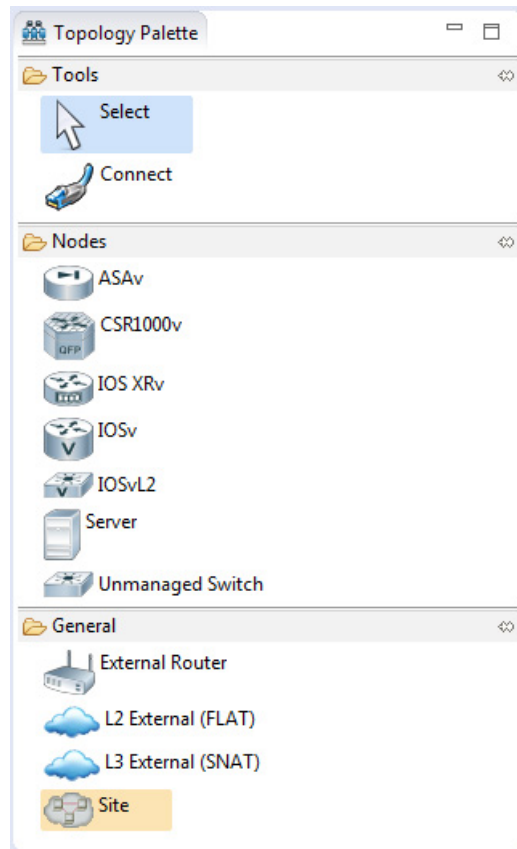 Topology Palette
Tools
Select
Connect
Nodes
ASAv
CSR1000v
QFP
IOS XRv
IOSv
V
IOSvL2
V
Server
Unmanaged Switch
General
External Router
L2 External (FLAT)
L3 External (SNAT)
Site